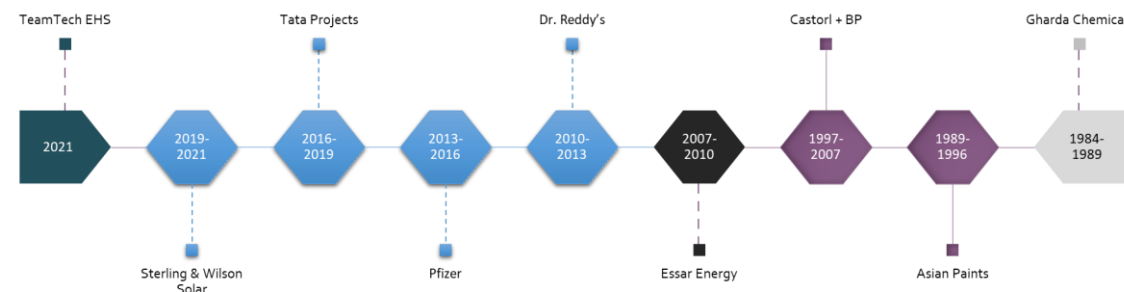 TeamTech EHS
Tata Projects
Dr. Reddy's
Castorl + BP
Gharda Chemica
2021
2019-
2021
2016-
2019
2013-
2016
2010-
2013
2007-
2010
1997-
2007
1989-
1996
1984-
1989
Sterling & Wilson
Solar
Pfizer
Essar Energy
Asian Paints